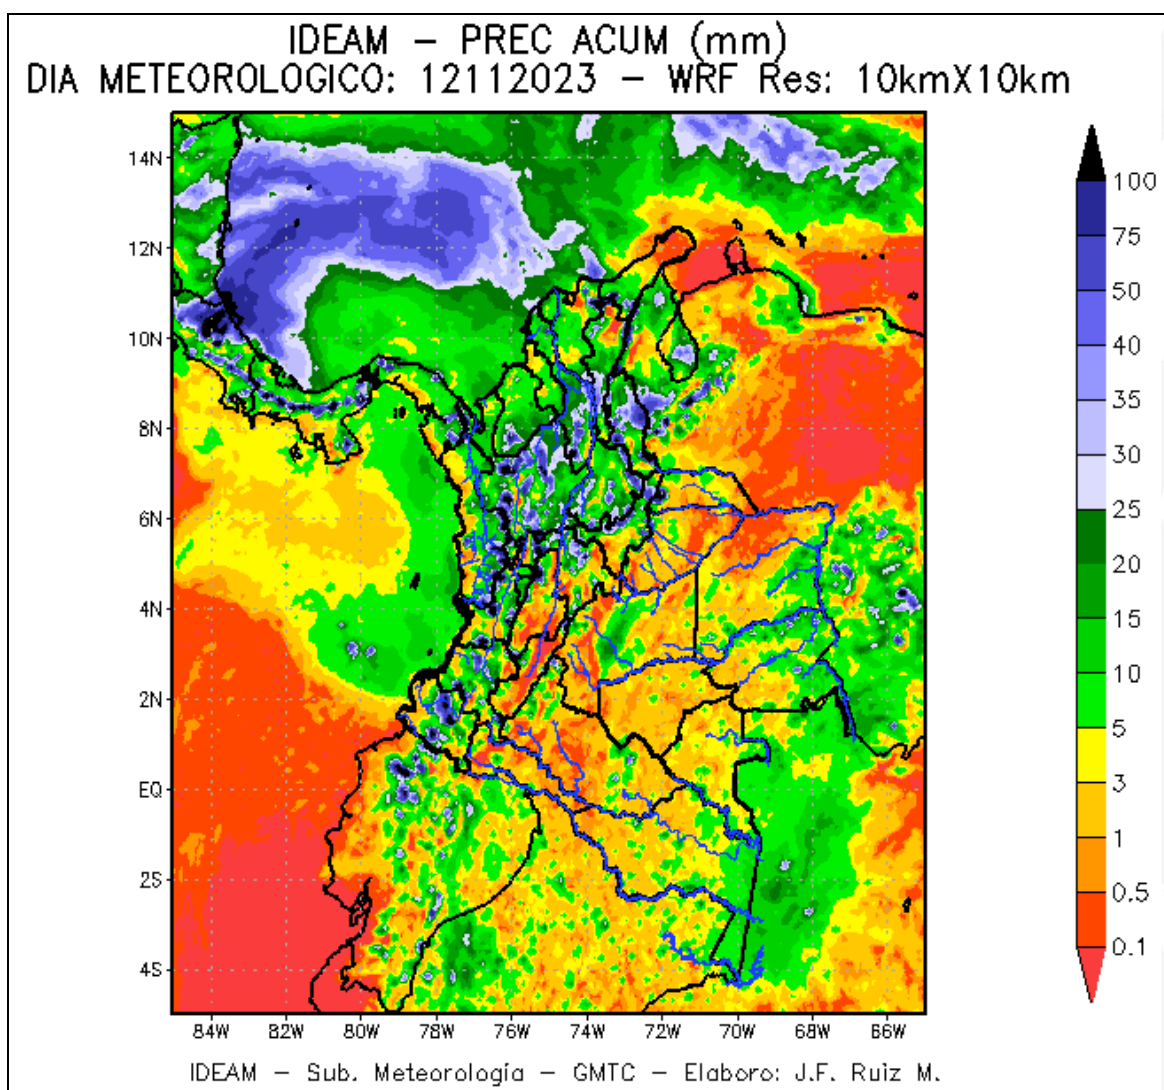 IDEAM - PREC ACUM (mm)
DIA METEOROLOGICO: 12112023 - WRF Res: 10kmX10km
14N
12N
10N
8N
6N
4N
2N
EQ
2S
4S
84W 82W 80W 78W 76W 74W 72W 70W 68W 66W
100
75
50
40
35
30
25
20
15
10
5
3
1
0.5
0.1
IDEAM - Sub. Meteorologia - GMTC - Elaboro: J.F. Ruiz M.